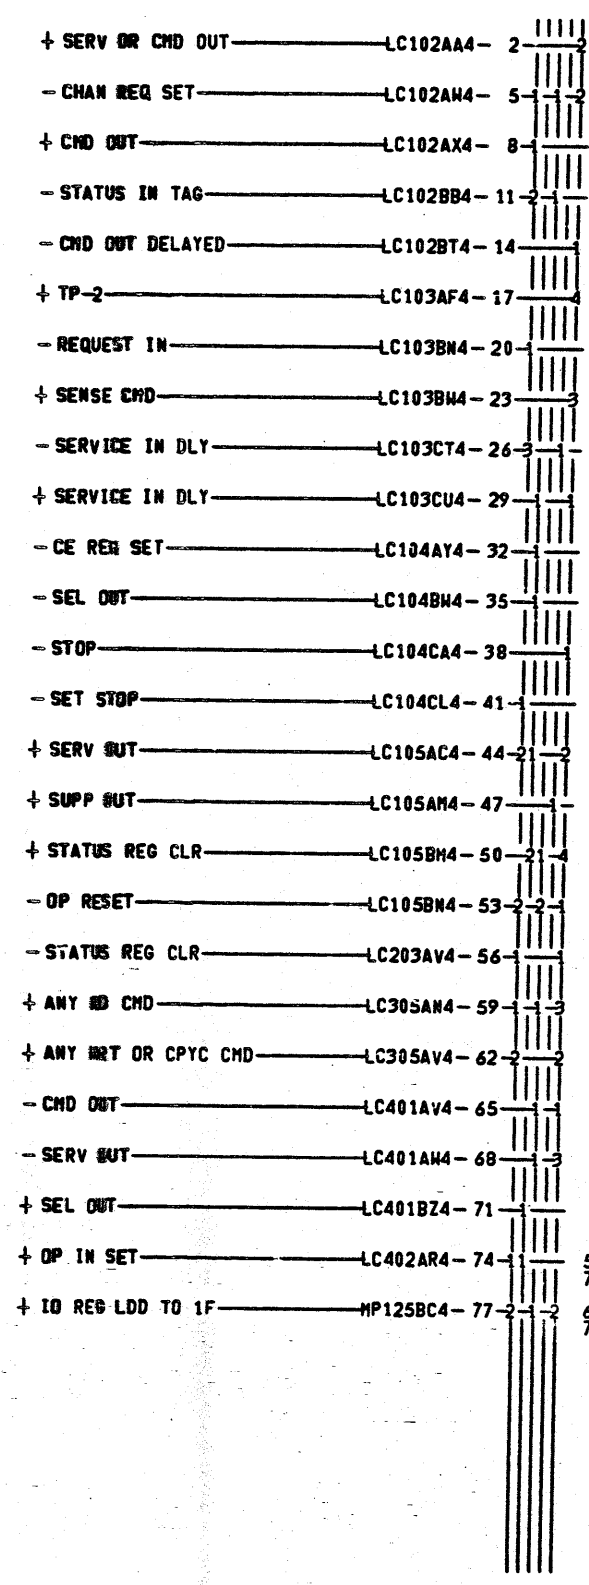 + SERV OR CMD OUT LC102AA4- 2 2
- CHAN REQ SET LC102AW4- 5-1-1-2
+ CMD OUT LC102AX4- 8-1
- STATUS IN TAG LC102BB4- 11-2-1-
- CMD OUT DELAYED LC102BT4- 14 1
+ TP-2 LC103AF4- 17 4
- REQUEST IN LC103BN4- 20-1
+ SENSE CMD LC103BW4- 23 3
- SERVICE IN DLY LC103CT4- 26-3 1-
+ SERVICE IN DLY LC103CU4- 29-1 1
- CE REQ SET LC104AY4- 32-1
- SEL OUT LC104BW4- 35-1
- STOP LC104CA4- 38 1
- SET STOP LC104CL4- 41-1
+ SERV OUT LC105AC4- 44-21 2
+ SUPP OUT LC105AM4- 47 1-
+ STATUS REG CLR LC105BM4- 50-21-4
- OP RESET LC105BN4- 53-2-2-1
- STATUS REG CLR LC203AV4- 56-1 1
+ ANY RD CMD LC305AN4- 59-1-1-3
+ ANY WRT OR CPYC CMD LC305AV4- 62-2 2
- CMD OUT LC401AV4- 65 1-1
- SERV OUT LC401AW4- 68 1-3
+ SEL OUT LC401BZ4- 71-1
+ OP IN SET LC402AR4- 74-11
+ IO REG LDD TO 1F MP125BC4- 77-2-1-2